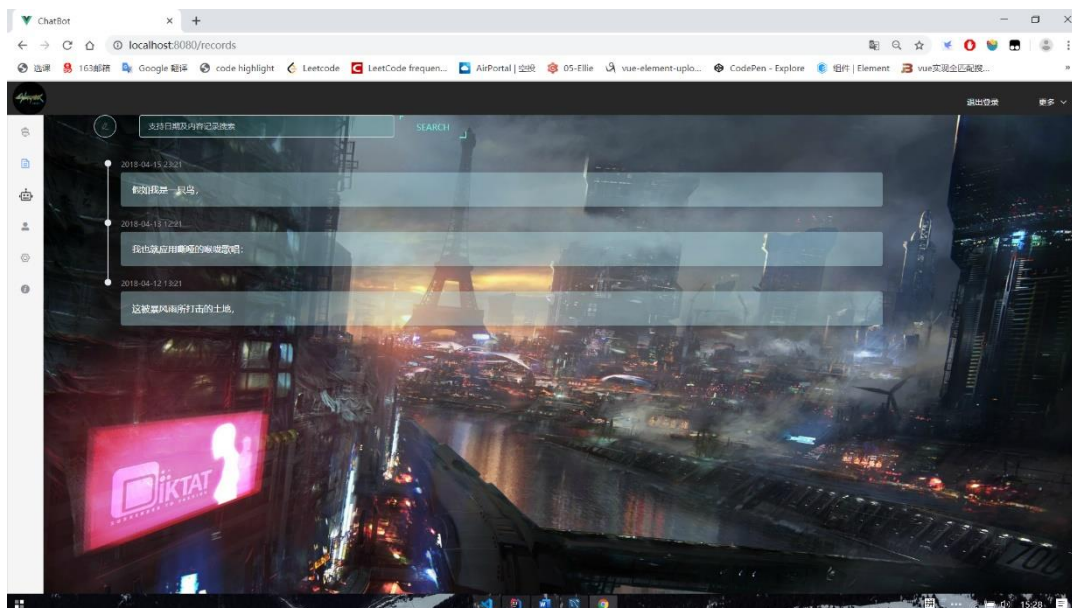 ChatBot
localhost:8080/records
选课
163邮箱
Google 翻译
code highlight
Leetcode
LeetCode frequen...
AirPortal | 空投
05-Ellie
vue-element-uplo...
CodePen - Explore
组件 | Element
vue实现全匹配搜...
退出登录
更多
支持日期及内容记录搜索
SEARCH
2018-04-15 23:21
假如我是一只鸟，
2018-04-13 12:21
我也就应用嘶哑的喉咙歌唱：
2018-04-12 13:21
这被暴风雨所打击的土地，
DIKTAT
15:28